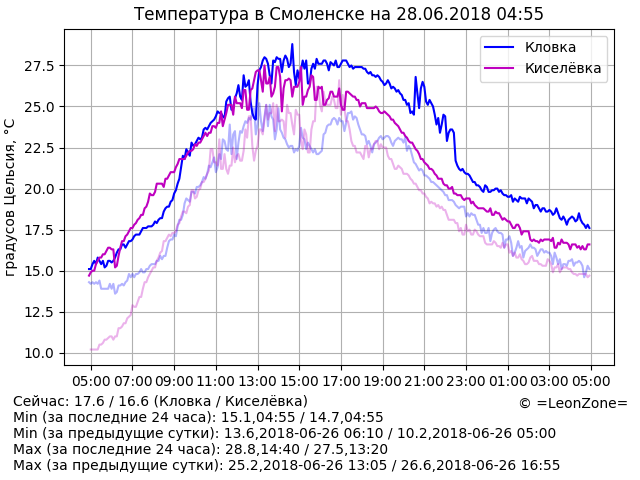 Температура в Смоленске на 28.06.2018 04:55
градусов Цельсия, °C
27.5
25.0
22.5
20.0
17.5
15.0
12.5
10.0
Кловка
Киселёвка
05:00 07:00 09:00 11:00 13:00 15:00 17:00 19:00 21:00 23:00 01:00 03:00 05:00
Сейчас: 17.6 / 16.6 (Кловка / Киселёвка)
© =LeonZone=
Min (за последние 24 часа): 15.1,04:55 / 14.7,04:55
Min (за предыдущие сутки): 13.6,2018-06-26 06:10 / 10.2,2018-06-26 05:00
Max (за последние 24 часа): 28.8,14:40 / 27.5,13:20
Max (за предыдущие сутки): 25.2,2018-06-26 13:05 / 26.6,2018-06-26 16:55